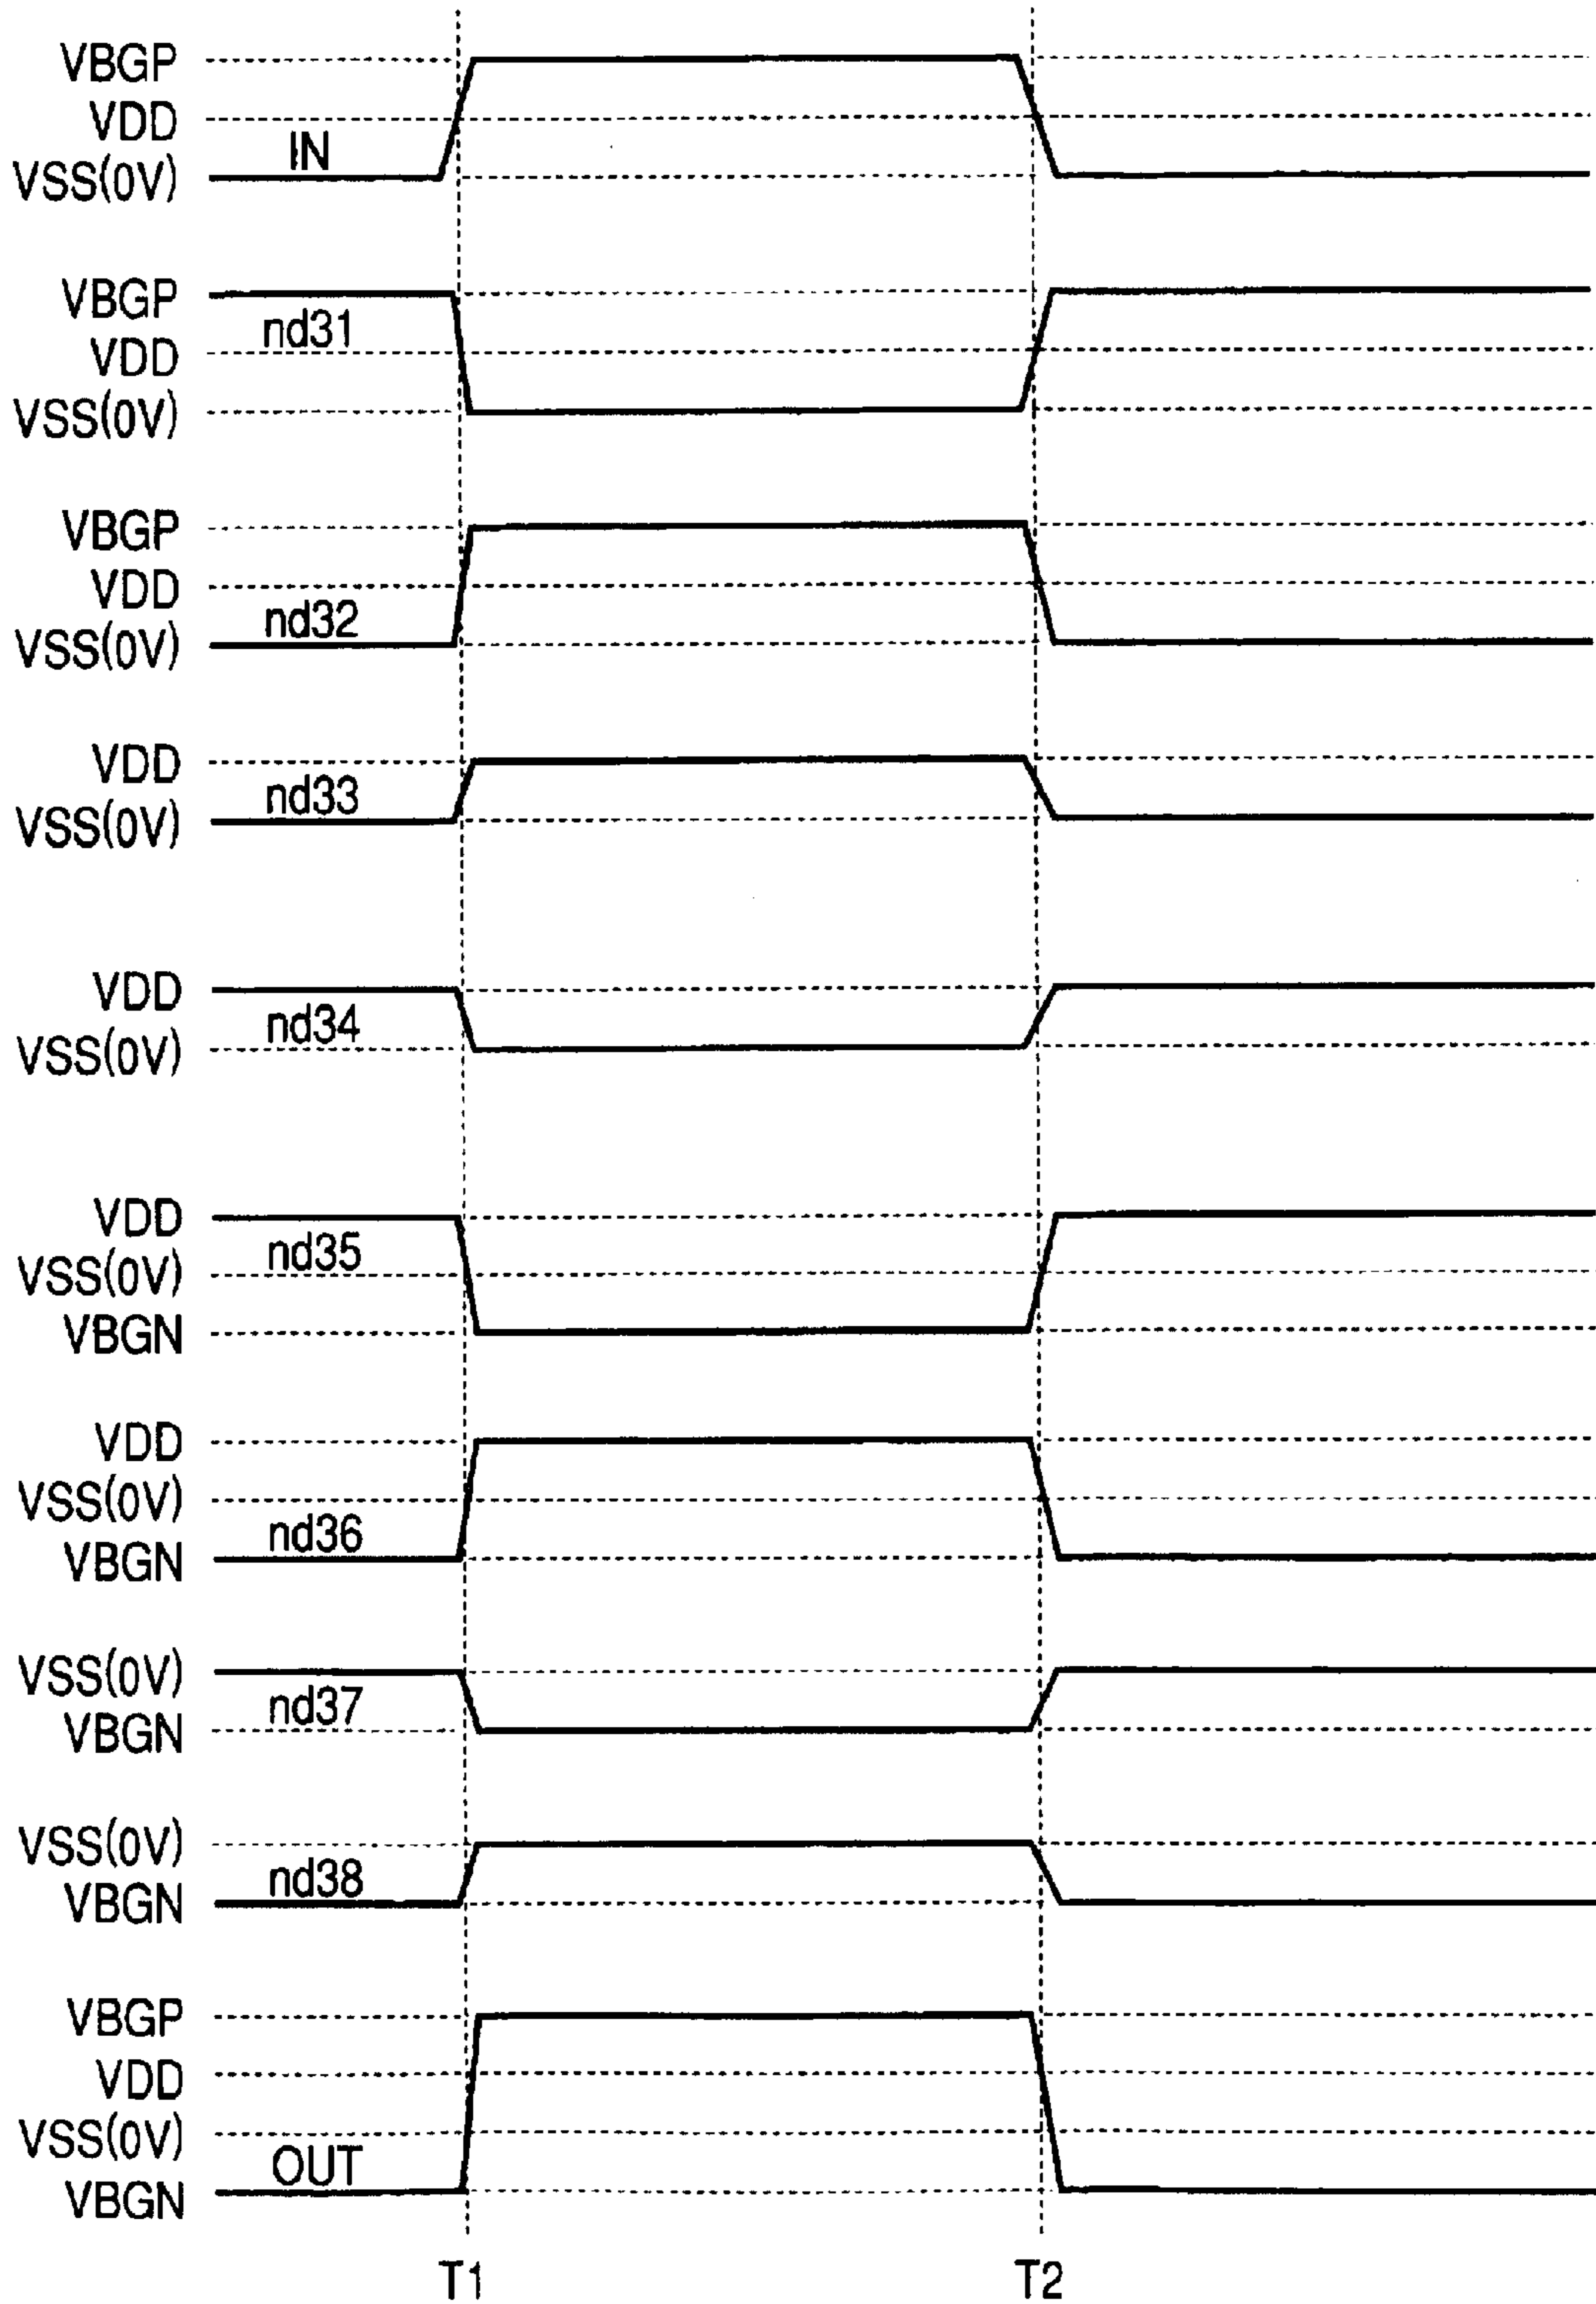 VBGP
VDD
IN
VSS(0V)
VBGP
nd31
VDD
VSS(0V)
VBGP
VDD
nd32
VSS(0V)
VDD
nd33
VSS(0V)
VDD
nd34
VSS(0V)
VDD
nd35
VSS(0V)
VBGN
VDD
VSS(0V)
nd36
VBGN
VSS(0V)
nd37
VBGN
VSS(0V)
nd38
VBGN
VBGP
VDD
VSS(0V)
OUT
VBGN
T1 T2